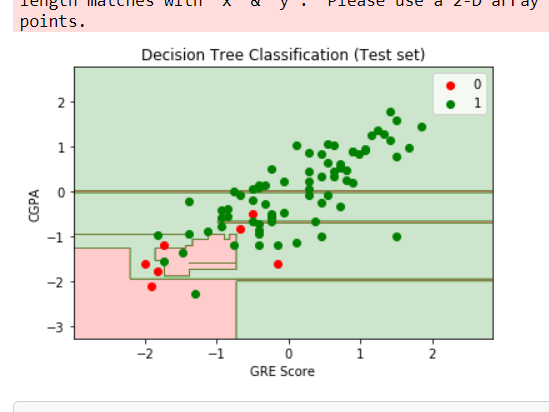 length matches with 'x' & 'y'. Please use a 2-D array
points.
Decision Tree Classification (Test set)
0
1
2
1
0
−1
−2
−3
CGPA
−2 −1 0 1 2
GRE Score